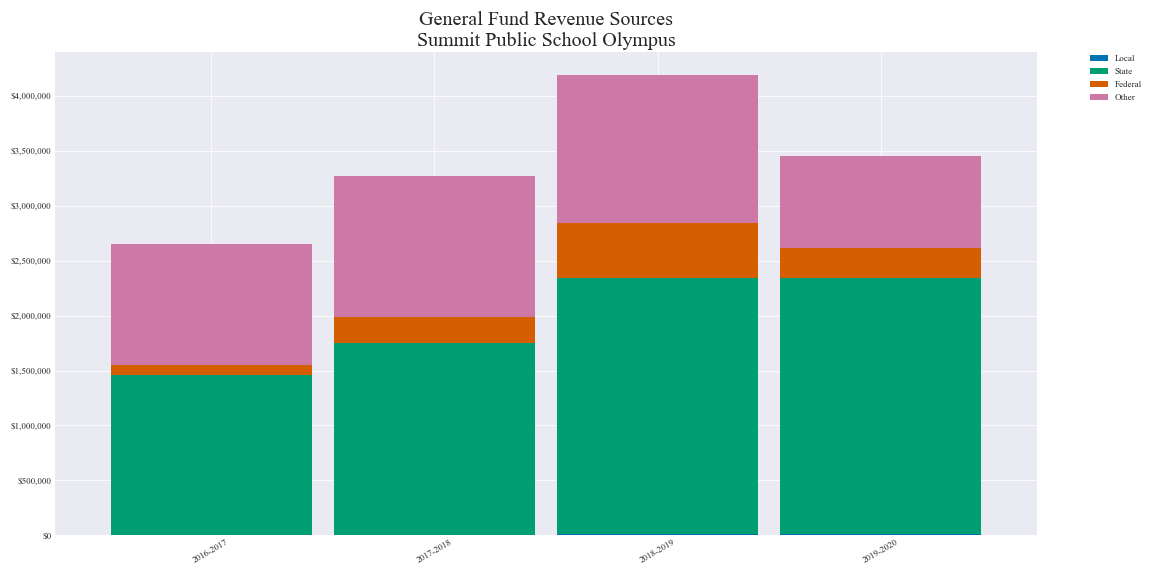 General Fund Revenue Sources
Summit Public School Olympus
Local
State
Federal
Other
$4,000,000
$3,500,000
$3,000,000
$2,500,000
$2,000,000
$1,500,000
$1,000,000
$500,000
$0
2016-2017
2017-2018
2018-2019
2019-2020